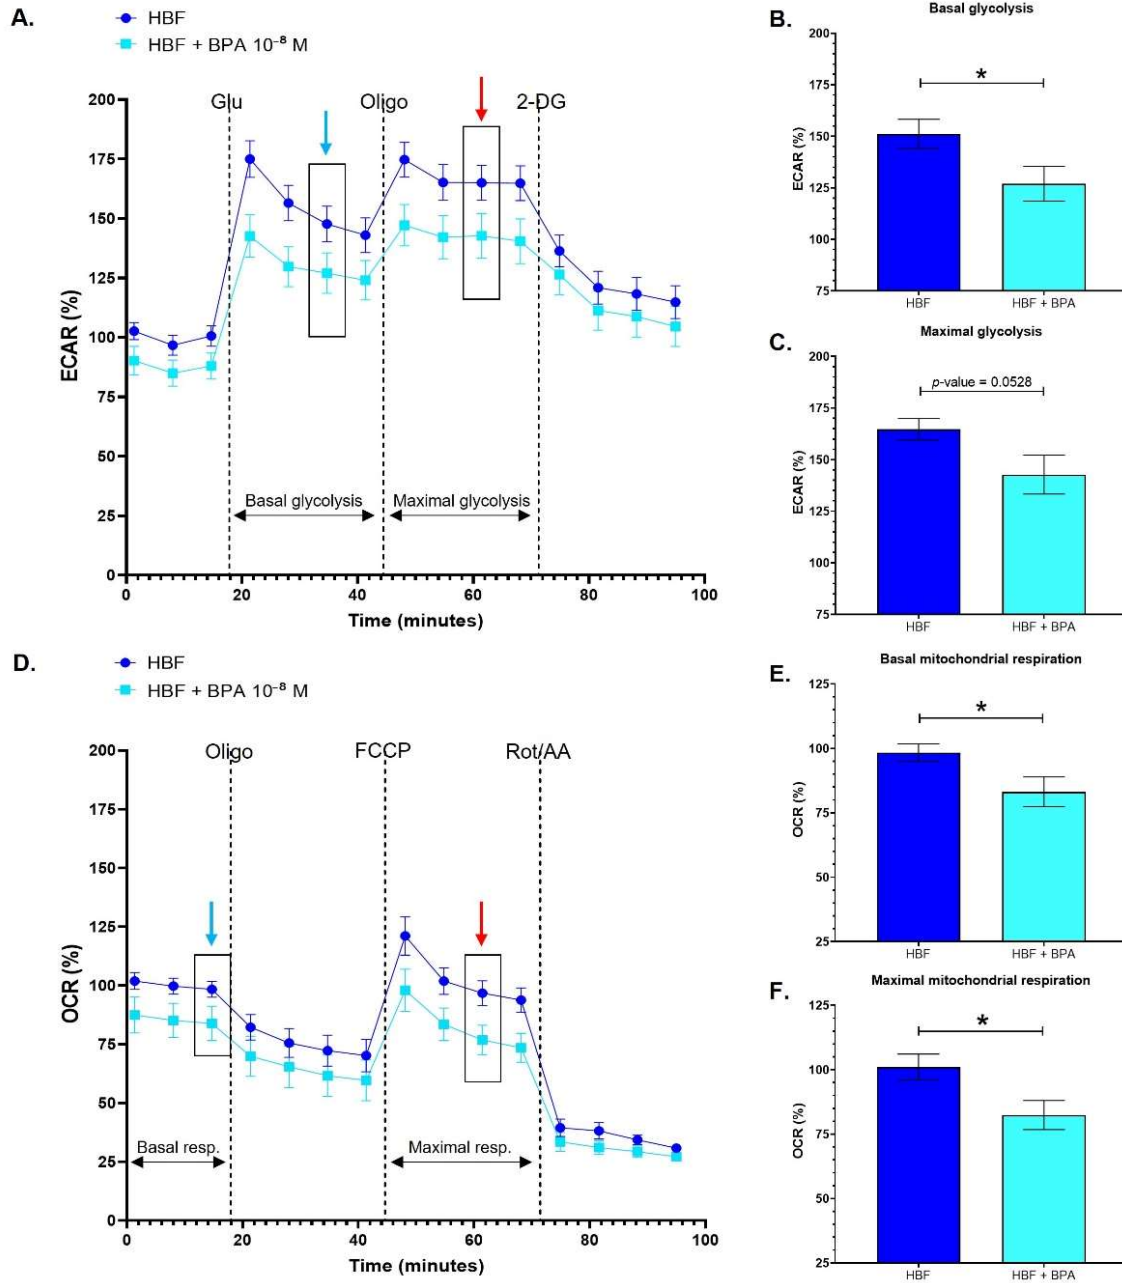 A.
HBF
HBF + BPA 10⁻⁸ M
Glu
Oligo
2-DG
200
175
150
125
100
75
50
25
0
ECAR (%)
Basal glycolysis
Maximal glycolysis
0
20
40
60
80
100
Time (minutes)
B.
Basal glycolysis
200
175
150
125
100
75
ECAR (%)
*
HBF
HBF + BPA
C.
Maximal glycolysis
200
175
150
125
100
75
ECAR (%)
p-value = 0.0528
HBF
HBF + BPA
D.
HBF
HBF + BPA 10⁻⁸ M
Oligo
FCCP
Rot/AA
200
175
150
125
100
75
50
25
0
OCR (%)
Basal resp.
Maximal resp.
0
20
40
60
80
100
Time (minutes)
E.
Basal mitochondrial respiration
125
100
75
50
25
OCR (%)
*
HBF
HBF + BPA
F.
Maximal mitochondrial respiration
125
100
75
50
25
OCR (%)
*
HBF
HBF + BPA